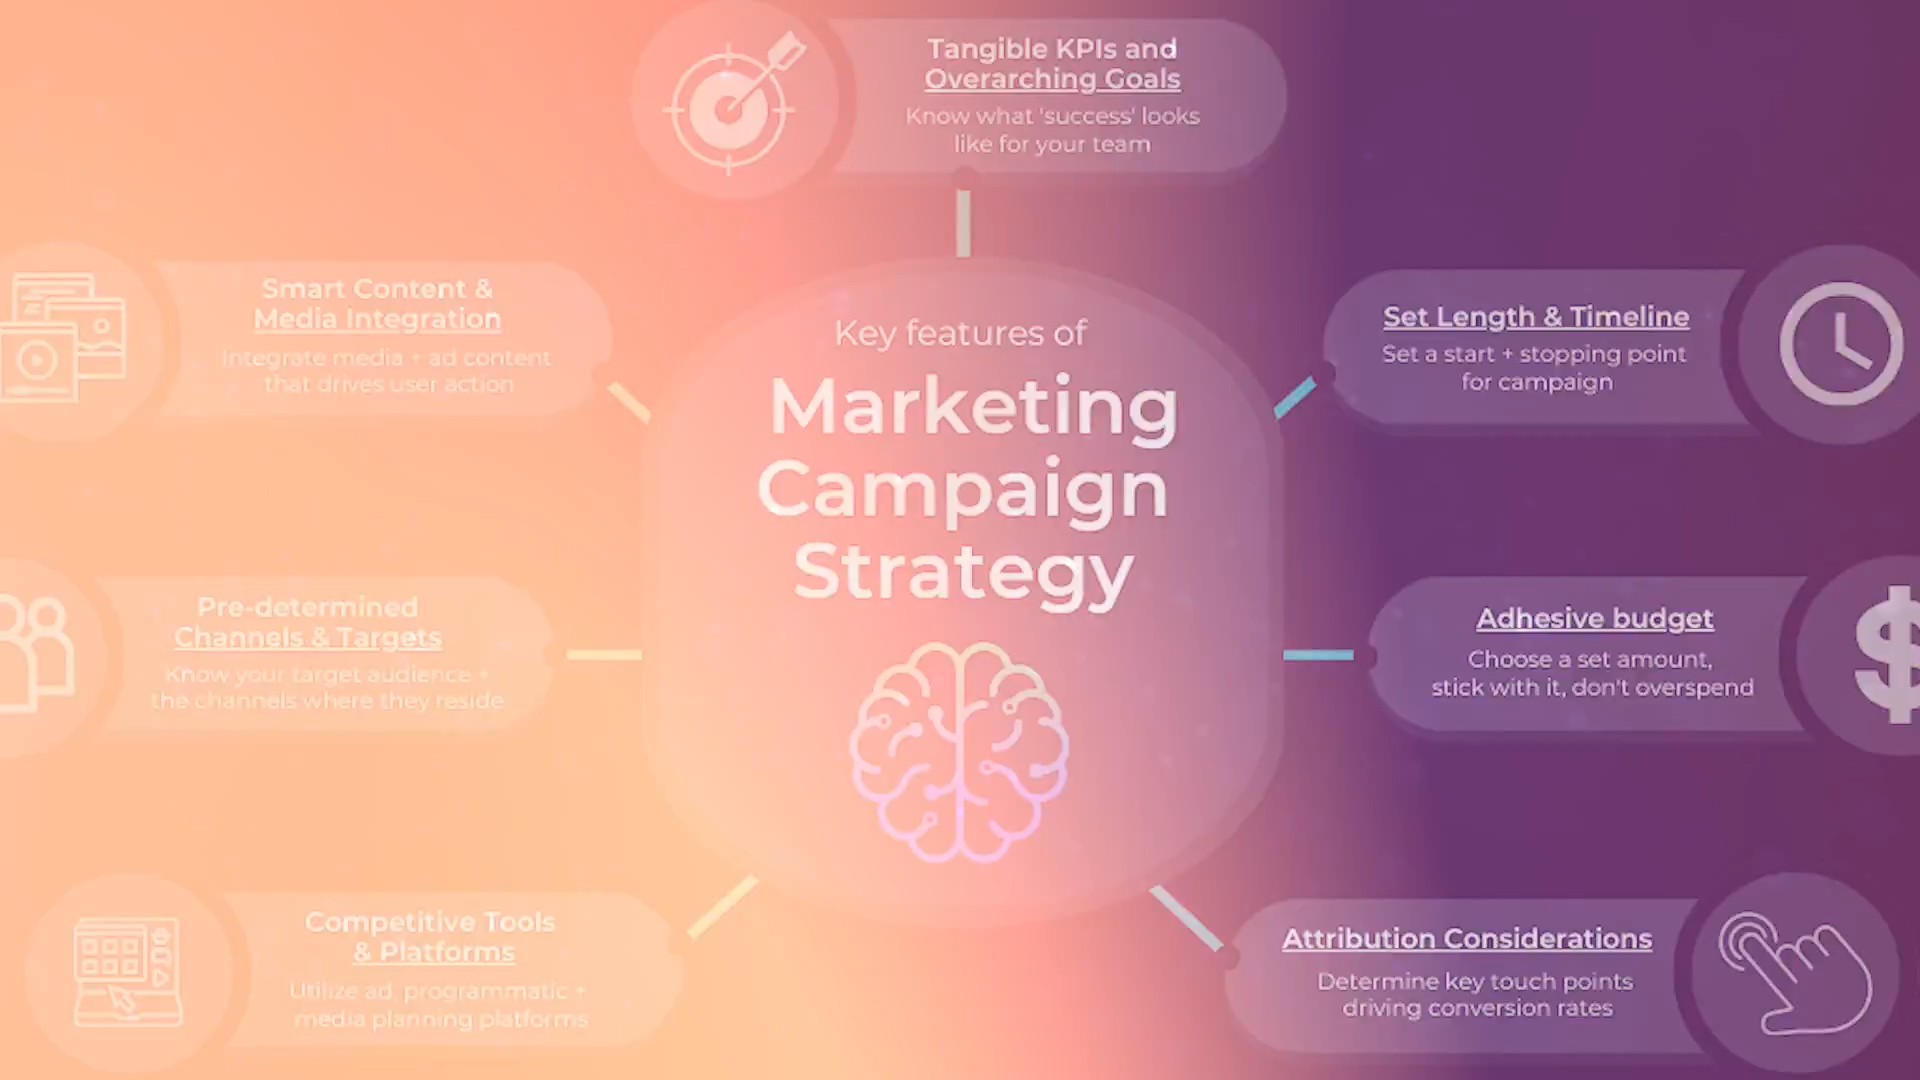 Tangible KPIs and
Overarching Goals
Know what 'success' looks
like for your team
Smart Content &
Media Integration
Integrate media + ad content
that drives user action
Set Length & Timeline
Set a start + stopping point
for campaign
Key features of
Marketing
Campaign
Strategy
Pre-determined
Channels & Targets
Know your target audience +
the channels where they reside
Adhesive budget
Choose a set amount,
stick with it, don't overspend
Competitive Tools
& Platforms
Utilize ad, programmatic +
media planning platforms
Attribution Considerations
Determine key touch points
driving conversion rates